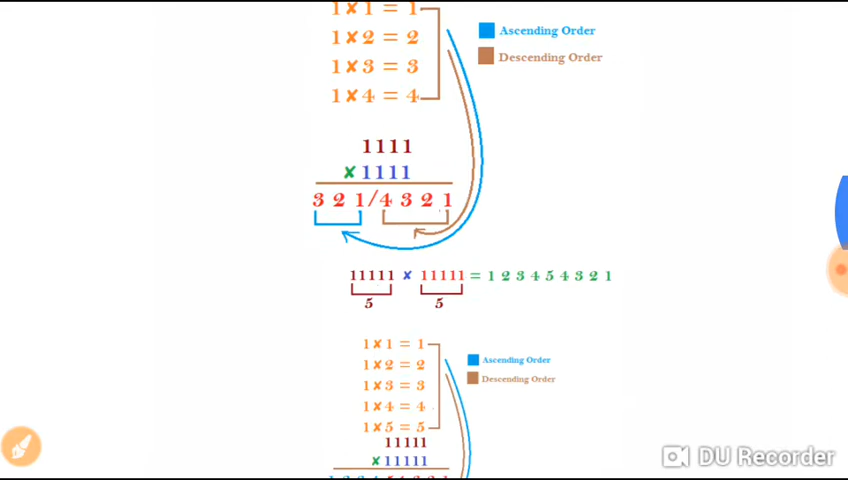 1 × 1 = 1
1 × 2 = 2
1 × 3 = 3
1 × 4 = 4
Ascending Order
Descending Order
1111
× 1111
3 2 1 / 4 3 2 1
11111 × 11111 = 1 2 3 4 5 4 3 2 1
5 5
1 × 1 = 1
1 × 2 = 2
1 × 3 = 3
1 × 4 = 4
1 × 5 = 5
Ascending Order
Descending Order
11111
× 11111
DU Recorder